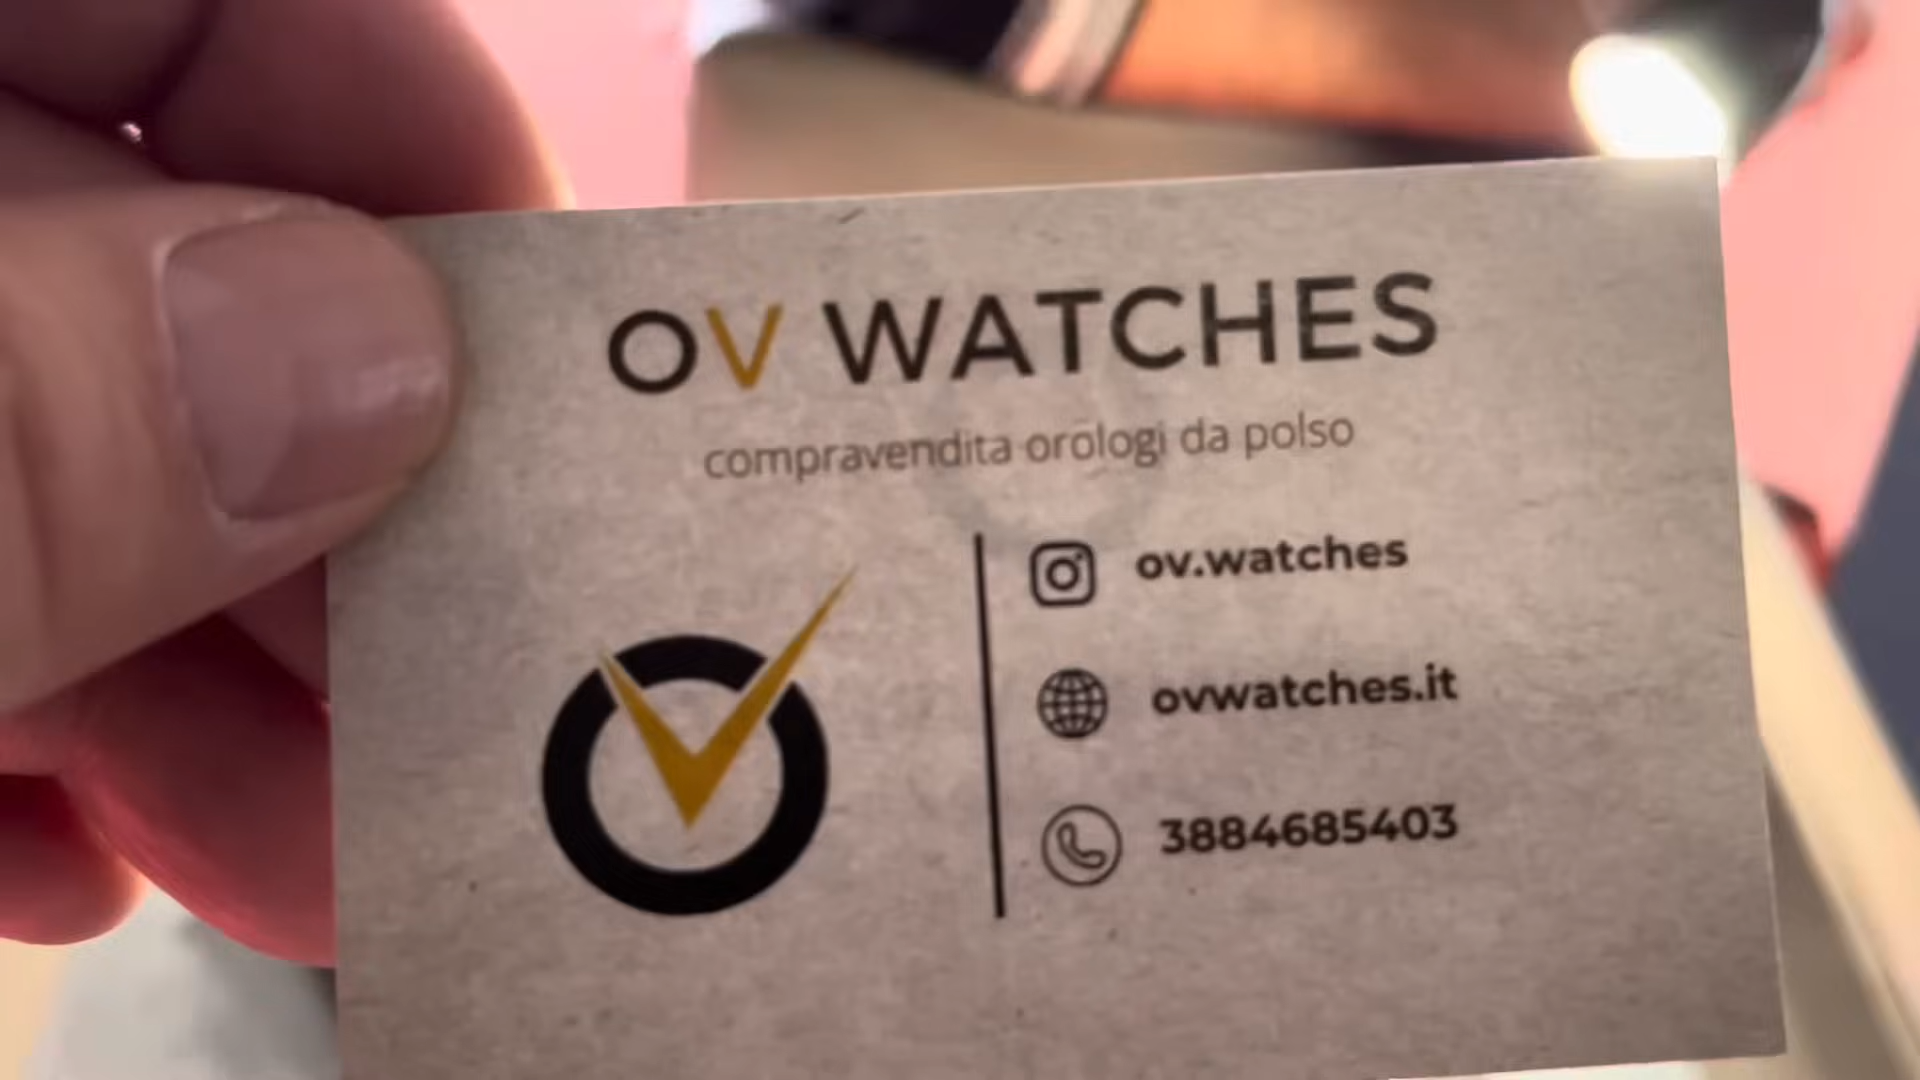 OV WATCHES
compravendita orologi da polso
ov.watches
ovwatches.it
3884685403